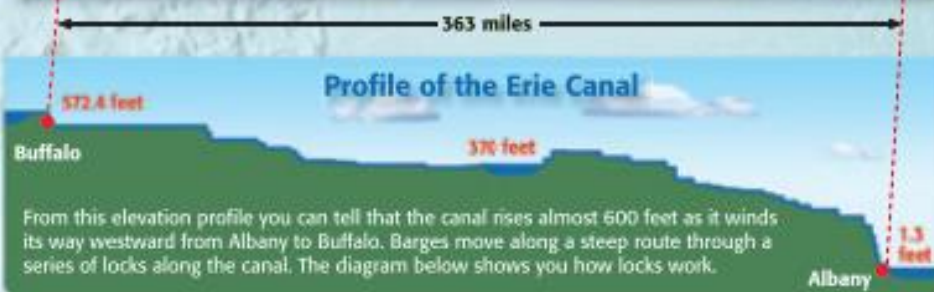 363 miles
Profile of the Erie Canal
572.4 feet
Buffalo
370 feet
From this elevation profile you can tell that the canal rises almost 600 feet as it winds
its way westward from Albany to Buffalo. Barges move along a steep route through a
series of locks along the canal. The diagram below shows you how locks work.
1.3
feet
Albany